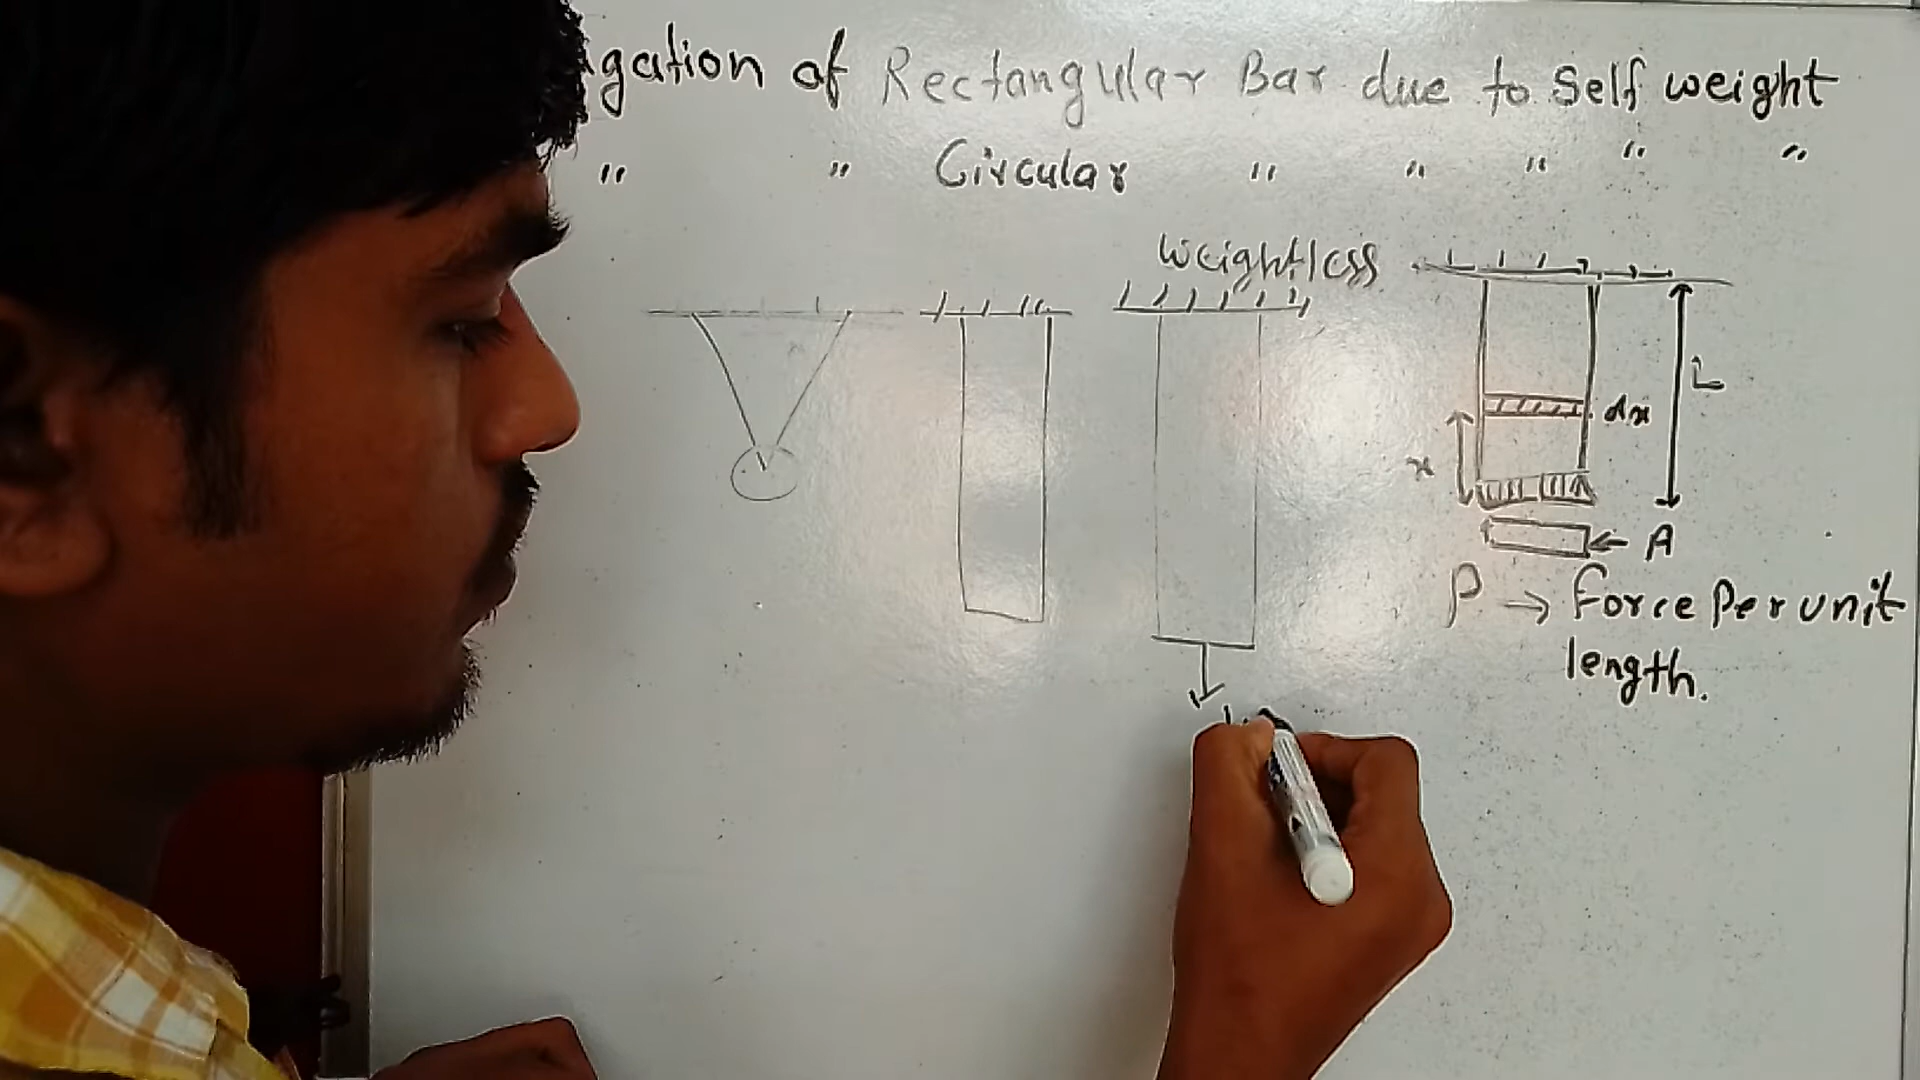 gation of Rectangular Bar due to Self weight
" " Circular " " " " "
Weightless
L
dx
x
A
P → Force Per unit
length.